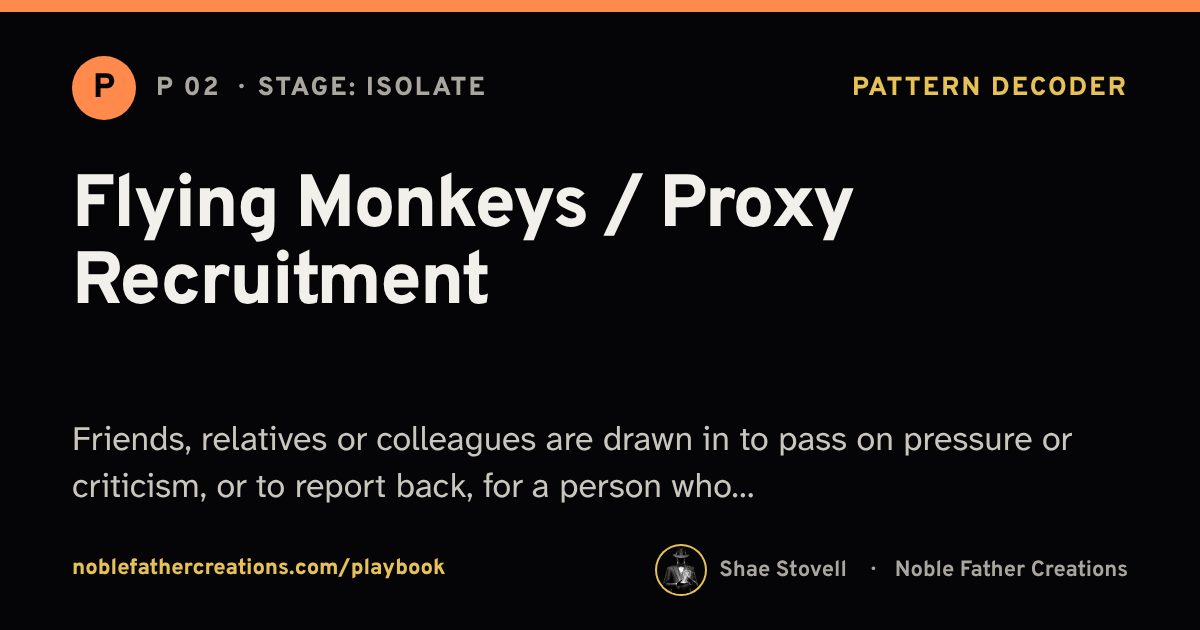 P
P 02 · STAGE: ISOLATE
PATTERN DECODER
Flying Monkeys / Proxy
Recruitment
Friends, relatives or colleagues are drawn in to pass on pressure or
criticism, or to report back, for a person who...
noblefathercreations.com/playbook
Shae Stovell · Noble Father Creations